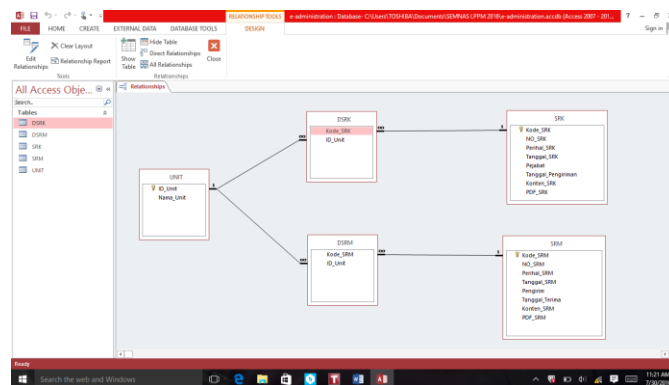 RELATIONSHIP TOOLS
e-administration : Database- C:\Users\TOSHIBA\Documents\SEMNAS LPPM 2018\e-administration.accdb (Access 2007 - 201...
FILE HOME CREATE EXTERNAL DATA DATABASE TOOLS DESIGN
Sign in
Edit Relationships
Clear Layout
Relationship Report
Tools
Show Table
Hide Table
Direct Relationships
All Relationships
Close
Relationships
All Access Obje...
Search...
Tables
DSRK
DSRM
SRK
SRM
UNIT
Relationships
UNIT
ID_Unit
Nama_Unit
DSRK
Kode_SRK
ID_Unit
SRK
Kode_SRK
NO_SRK
Perihal_SRK
Tanggal_SRK
Pejabat
Tanggal_Pengiriman
Konten_SRK
PDF_SRK
DSRM
Kode_SRM
ID_Unit
SRM
Kode_SRM
NO_SRM
Perihal_SRM
Tanggal_SRM
Pengirim
Tanggal_Terima
Konten_SRM
PDF_SRM
1
∞
∞
∞
1
∞
1
Ready
Search the web and Windows
11:21 AM